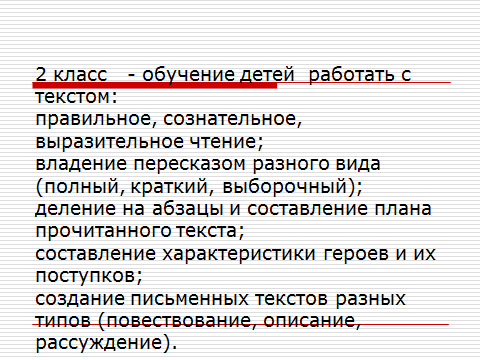 2 класс - обучение детей работать с
текстом:
правильное, сознательное,
выразительное чтение;
владение пересказом разного вида
(полный, краткий, выборочный);
деление на абзацы и составление плана
прочитанного текста;
составление характеристики героев и их
поступков;
создание письменных текстов разных
типов (повествование, описание,
рассуждение).